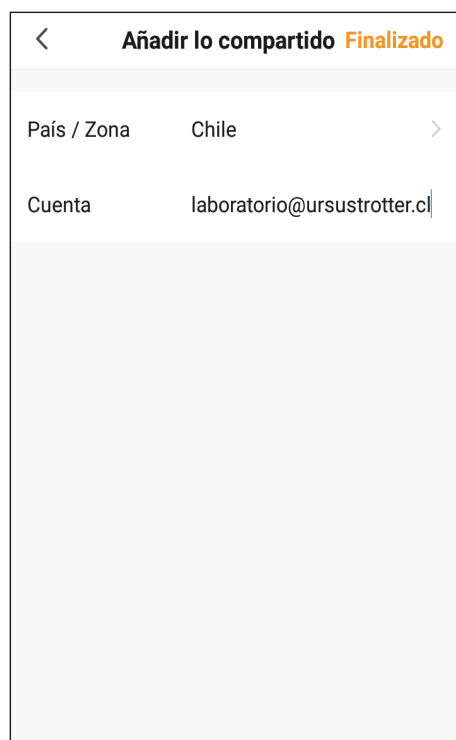 Añadir lo compartido Finalizado
País / Zona Chile
Cuenta laboratorio@ursustrotter.cl